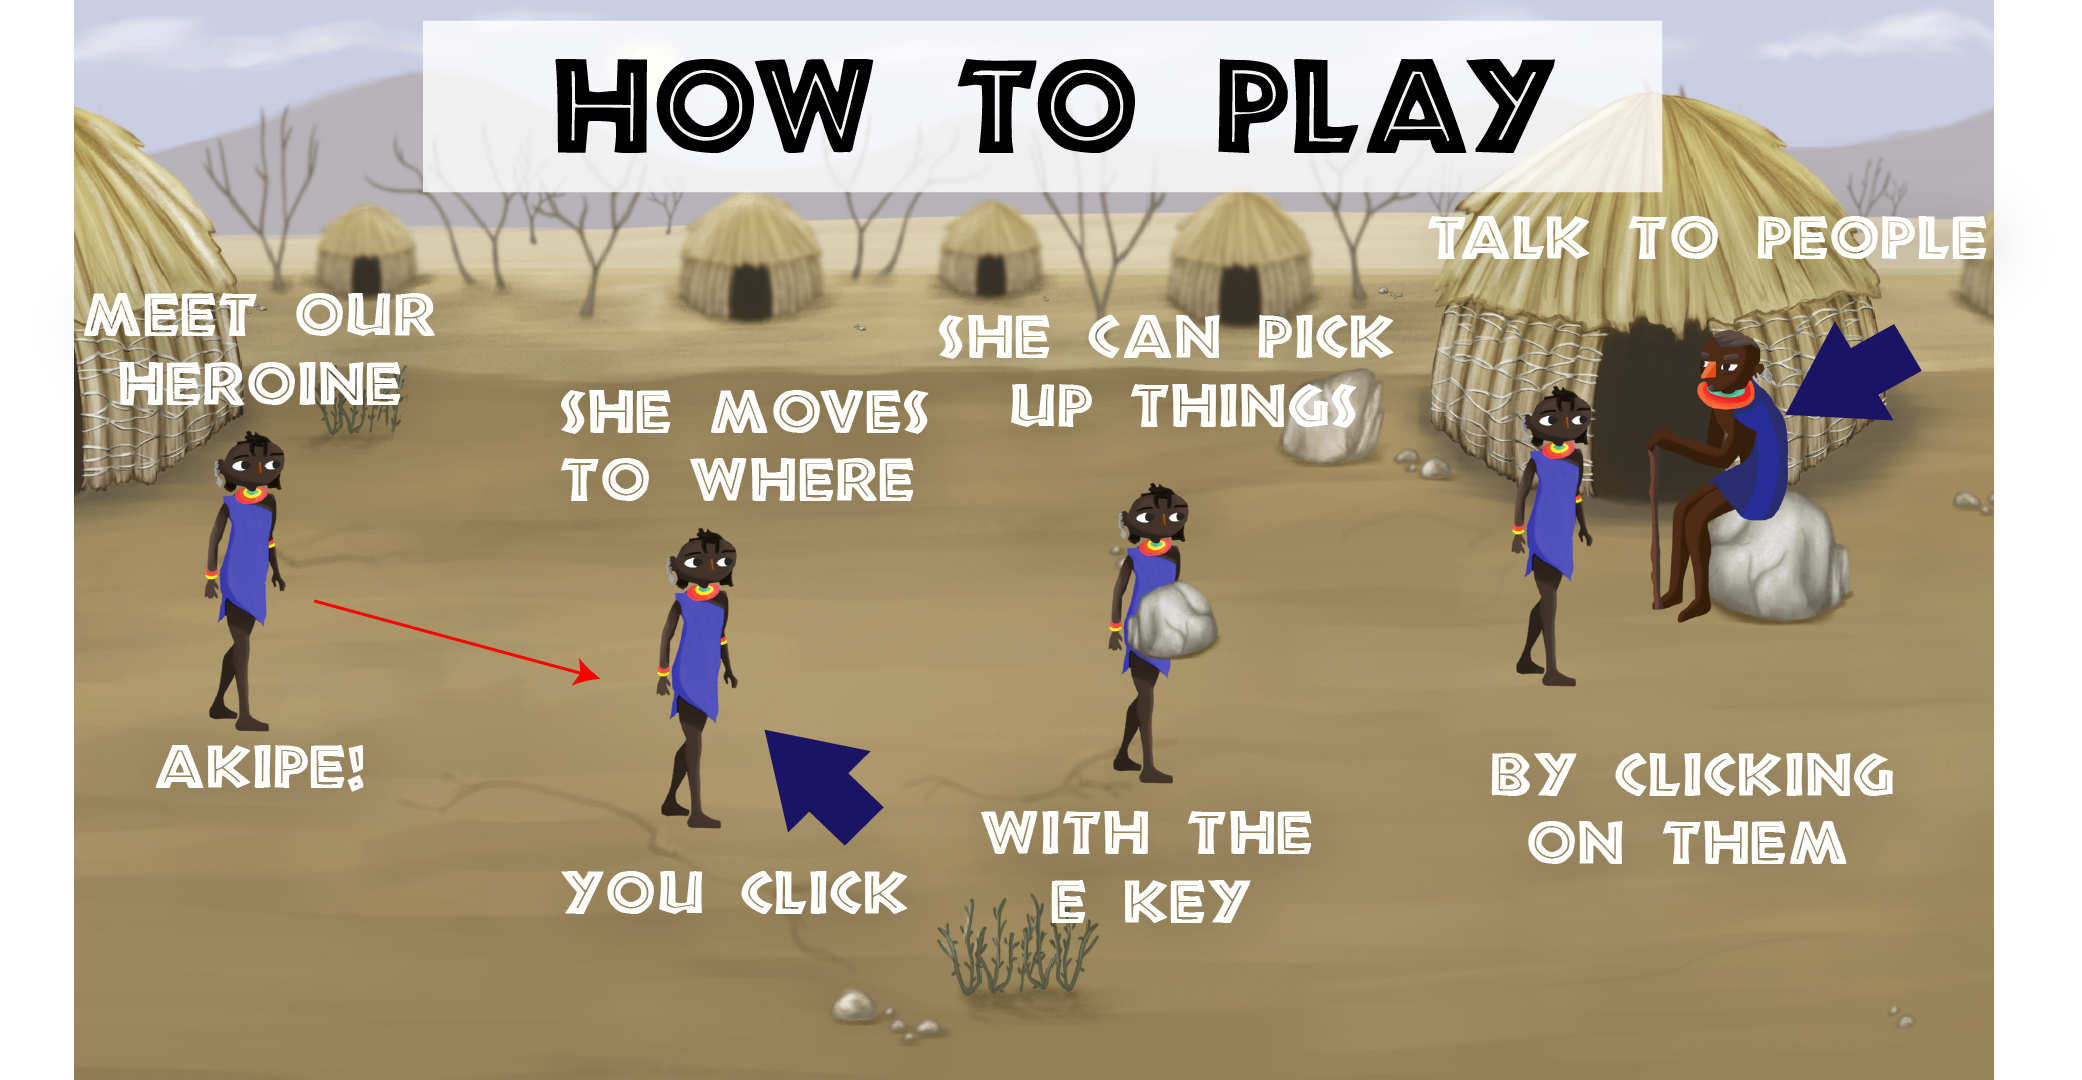 HOW TO PLAY
MEET OUR
HEROINE
AKIPE!
SHE MOVES
TO WHERE
YOU CLICK
SHE CAN PICK
UP THINGS
WITH THE
E KEY
TALK TO PEOPLE
BY CLICKING
ON THEM